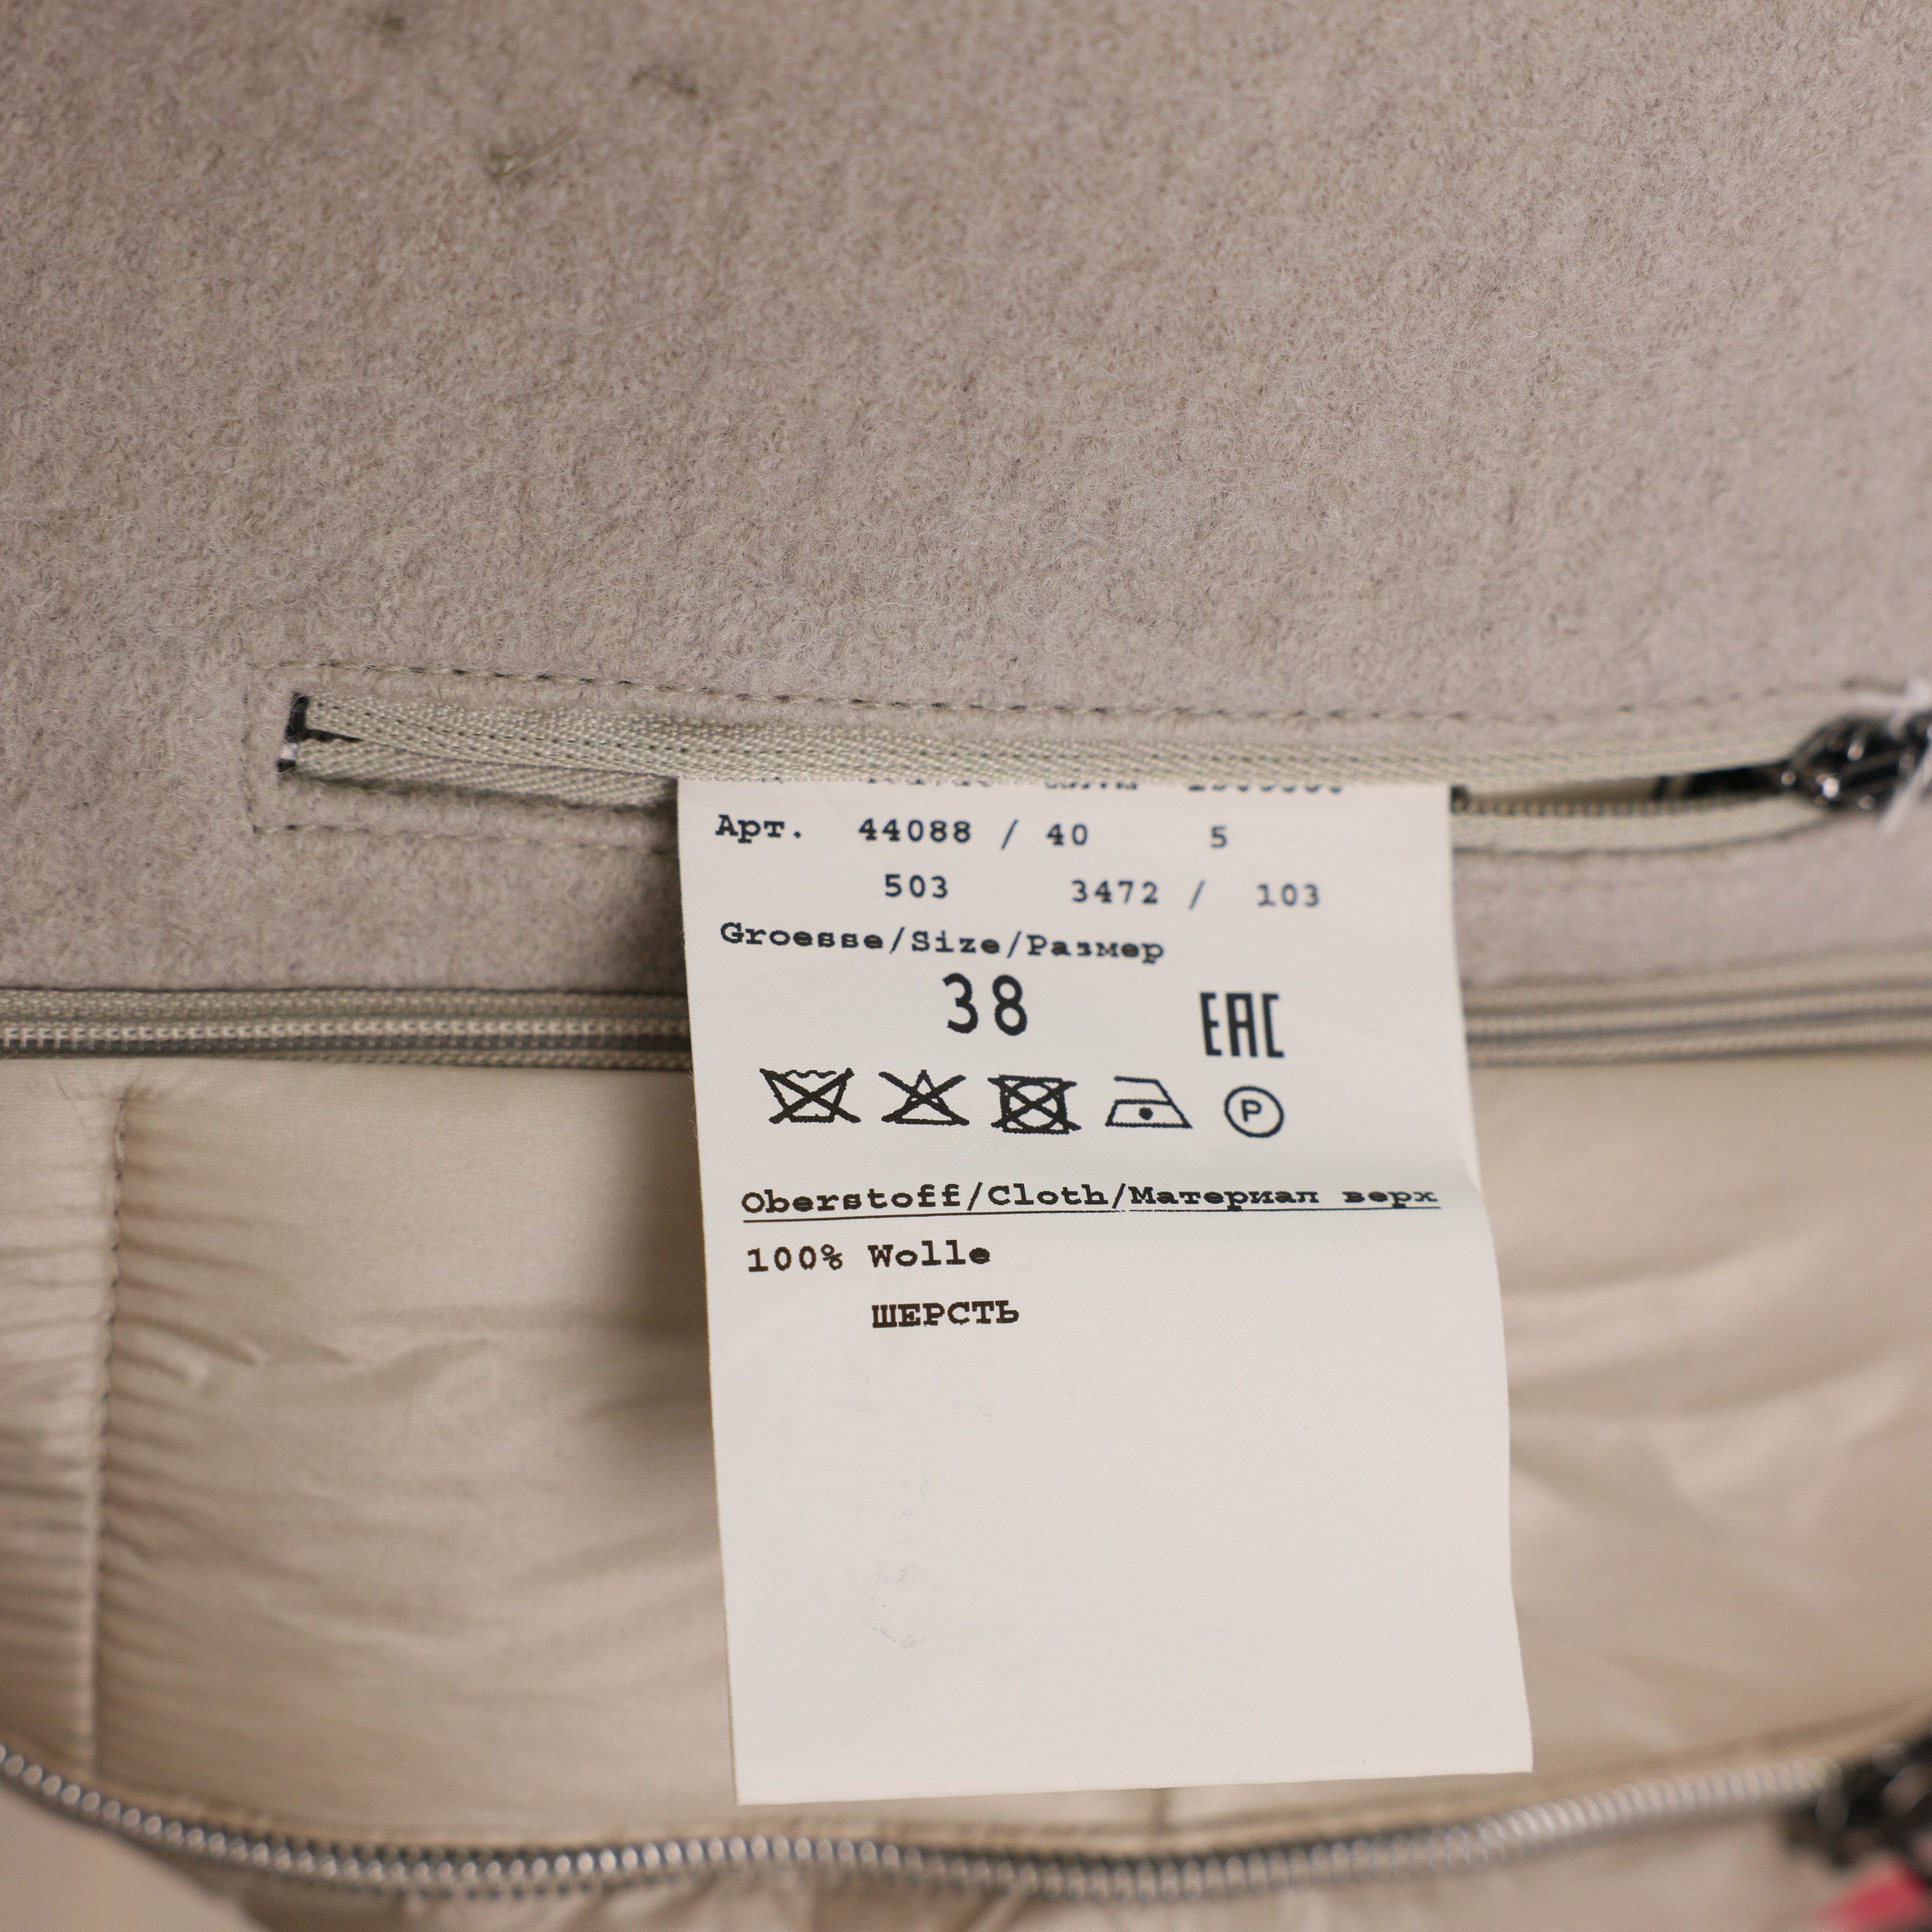 Арт. 44088 / 40 5
503 3472 / 103
Groesse/Size/Размер
38 EAC
P
Oberstoff/Cloth/Материал верх
100% Wolle
ШЕРСТЬ